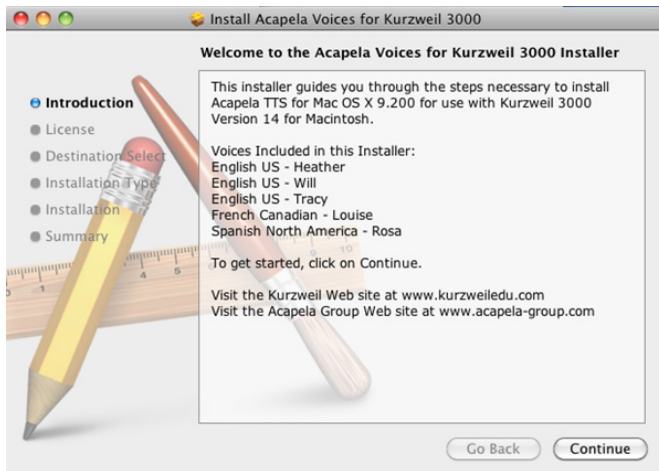 Install Acapela Voices for Kurzweil 3000
Welcome to the Acapela Voices for Kurzweil 3000 Installer
Introduction
License
Destination Select
Installation Type
Installation
Summary
This installer guides you through the steps necessary to install
Acapela TTS for Mac OS X 9.200 for use with Kurzweil 3000
Version 14 for Macintosh.
Voices Included in this Installer:
English US - Heather
English US - Will
English US - Tracy
French Canadian - Louise
Spanish North America - Rosa
To get started, click on Continue.
Visit the Kurzweil Web site at www.kurzweiledu.com
Visit the Acapela Group Web site at www.acapela-group.com
1 4 5 9 10
Go Back
Continue